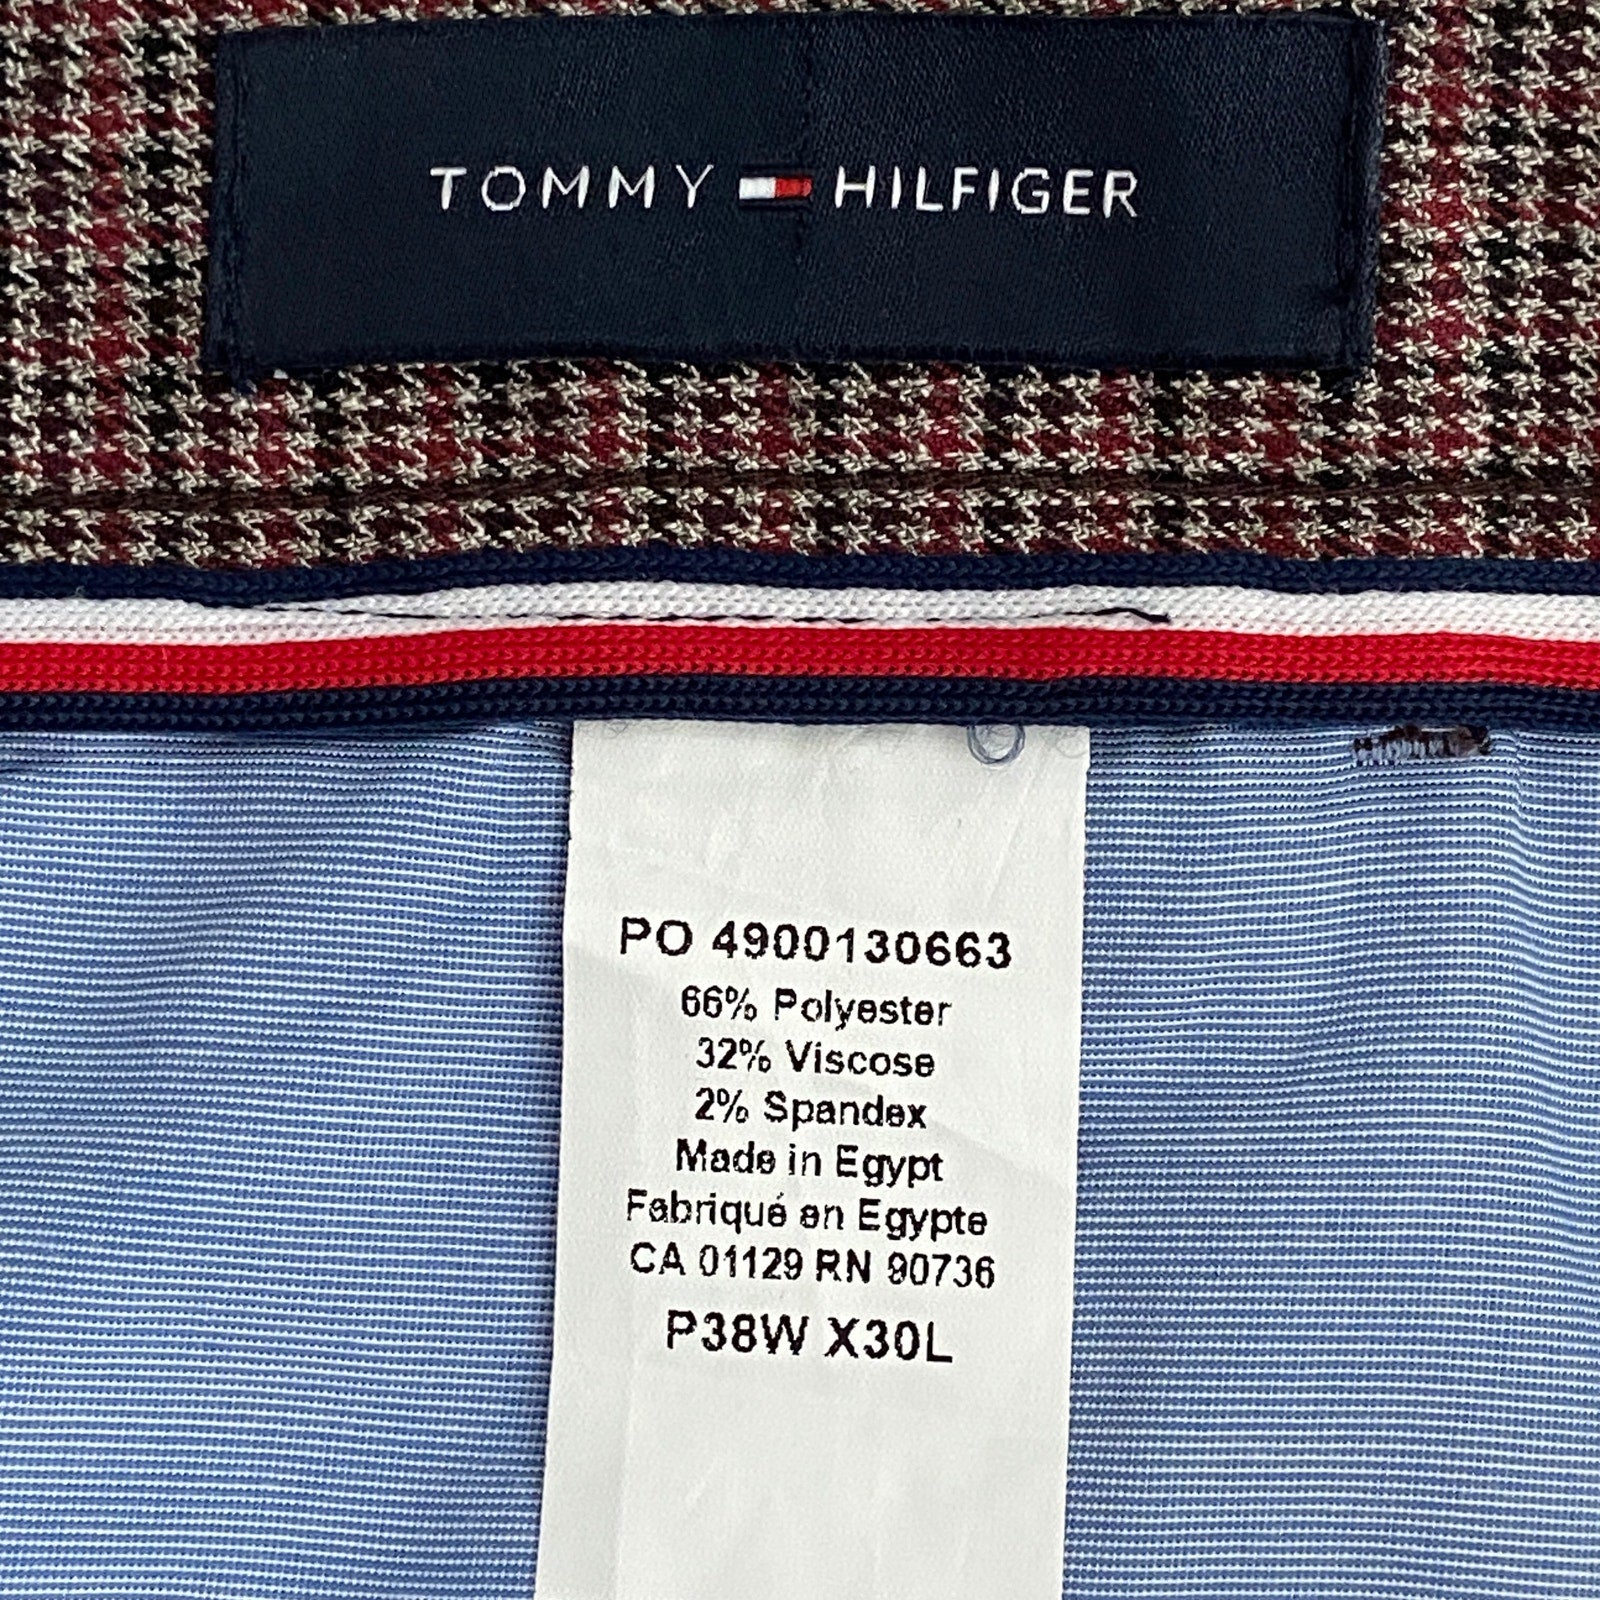 TOMMY HILFIGER
PO 4900130663
66% Polyester
32% Viscose
2% Spandex
Made in Egypt
Fabriqué en Egypte
CA 01129 RN 90736
P38W X30L